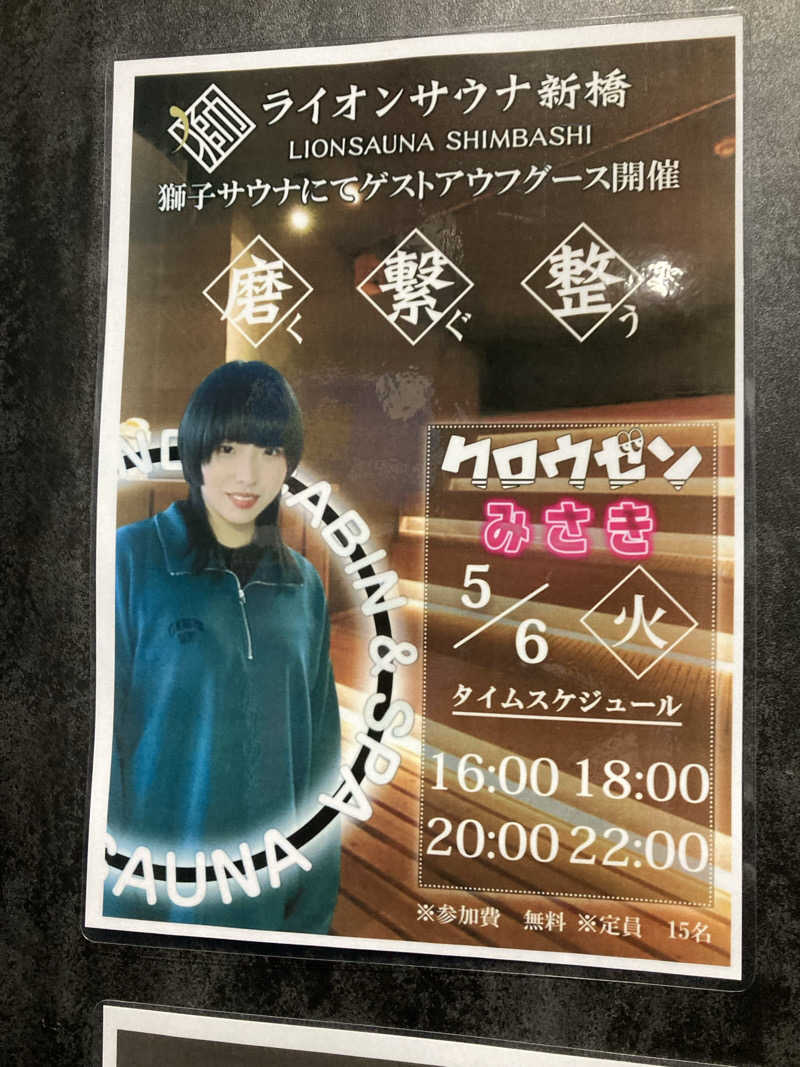 獅 ライオンサウナ新橋
LIONSAUNA SHIMBASHI
獅子サウナにてゲストアウフグース開催
磨く 繋ぐ 整う
CABIN & SPA
SAUNA
クロウゼン
みさき
5/6 火
タイムスケジュール
16:00 18:00
20:00 22:00
※参加費 無料 ※定員 15名